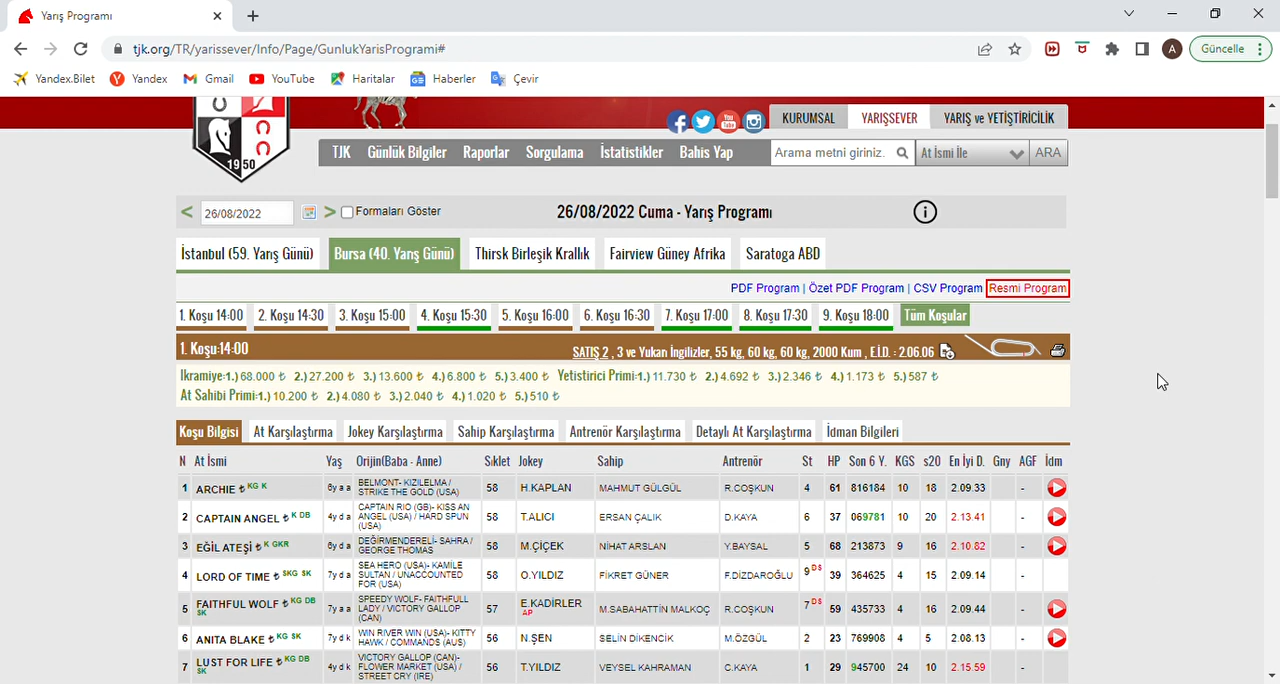 Yarış Programı
tjk.org/TR/yarissever/Info/Page/GunlukYarisProgrami#
A
Güncelle
Yandex.Bilet
Yandex
Gmail
YouTube
Haritalar
Haberler
Çevir
1950
KURUMSAL
YARIŞSEVER
YARIŞ ve YETİŞTİRİCİLİK
TJK
Günlük Bilgiler
Raporlar
Sorgulama
İstatistikler
Bahis Yap
Arama metni giriniz.
At İsmi İle
ARA
26/08/2022
Formaları Göster
26/08/2022 Cuma - Yarış Programı
İstanbul (59. Yarış Günü)
Bursa (40. Yarış Günü)
Thirsk Birleşik Krallık
Fairview Güney Afrika
Saratoga ABD
PDF Program | Özet PDF Program | CSV Program
Resmi Program
1. Koşu 14:00
2. Koşu 14:30
3. Koşu 15:00
4. Koşu 15:30
5. Koşu 16:00
6. Koşu 16:30
7. Koşu 17:00
8. Koşu 17:30
9. Koşu 18:00
Tüm Koşular
1. Koşu:14:00
SATIŞ 2 , 3 ve Yukarı İngilizler, 55 kg, 60 kg, 60 kg, 2000 Kum , E.İ.D. : 2.06.06
İkramiye:1.) 68.000 ₺ 2.) 27.200 ₺ 3.) 13.600 ₺ 4.) 6.800 ₺ 5.) 3.400 ₺ Yetistirici Primi:1.) 11.730 ₺ 2.) 4.692 ₺ 3.) 2.346 ₺ 4.) 1.173 ₺ 5.) 587 ₺
At Sahibi Primi:1.) 10.200 ₺ 2.) 4.080 ₺ 3.) 2.040 ₺ 4.) 1.020 ₺ 5.) 510 ₺
Koşu Bilgisi
At Karşılaştırma
Jokey Karşılaştırma
Sahip Karşılaştırma
Antrenör Karşılaştırma
Detaylı At Karşılaştırma
İdman Bilgileri
N At İsmi Yaş Orijin(Baba - Anne) Sıklet Jokey Sahip Antrenör St HP Son 6 Y. KGS s20 En İyi D. Gny AGF İdm
1 ARCHIE ₺ KG K 6y a a BELMONT- KIZILELMA / STRIKE THE GOLD (USA) 58 H.KAPLAN MAHMUT GÜLGÜL R.COŞKUN 4 61 816184 10 18 2.09.33 -
2 CAPTAIN ANGEL ₺ K DB 4y d a CAPTAIN RIO (GB)- KISS AN ANGEL (USA) / HARD SPUN (USA) 58 T.ALICI ERSAN ÇALIK D.KAYA 6 37 069781 10 20 2.13.41 -
3 EĞİL ATEŞİ ₺ K GKR 6y d a DEĞİRMENDERELİ- SAHRA / GEORGE THOMAS 58 M.ÇİÇEK NİHAT ARSLAN Y.BAYSAL 5 68 213873 9 16 2.10.82 -
4 LORD OF TIME ₺ SKG SK 7y d a SEA HERO (USA)- KAMILE SULTAN / UNACCOUNTED FOR (USA) 58 O.YILDIZ FİKRET GÜNER F.DİZDAROĞLU 9 DS 39 364625 4 15 2.09.14 -
5 FAITHFUL WOLF ₺ KG DB SK 7y a a SPEEDY WOLF- FAITHFULL LADY / VICTORY GALLOP (CAN) 57 E.KADİRLER AP M.SABAHATTİN MALKOÇ R.COŞKUN 7 DS 59 435733 4 16 2.09.44 -
6 ANITA BLAKE ₺ KG SK 7y d k WIN RIVER WIN (USA)- KITTY HAWK / COMMANDS (AUS) 56 N.ŞEN SELİN DİKENCİK M.ÖZGÜL 2 23 769908 4 5 2.08.13 -
7 LUST FOR LIFE ₺ KG DB SK 4y d k VICTORY GALLOP (CAN)- FLOWER MARKET (USA) / STREET CRY (IRE) 56 T.YILDIZ VEYSEL KAHRAMAN C.KAYA 1 29 945700 24 10 2.15.59 -